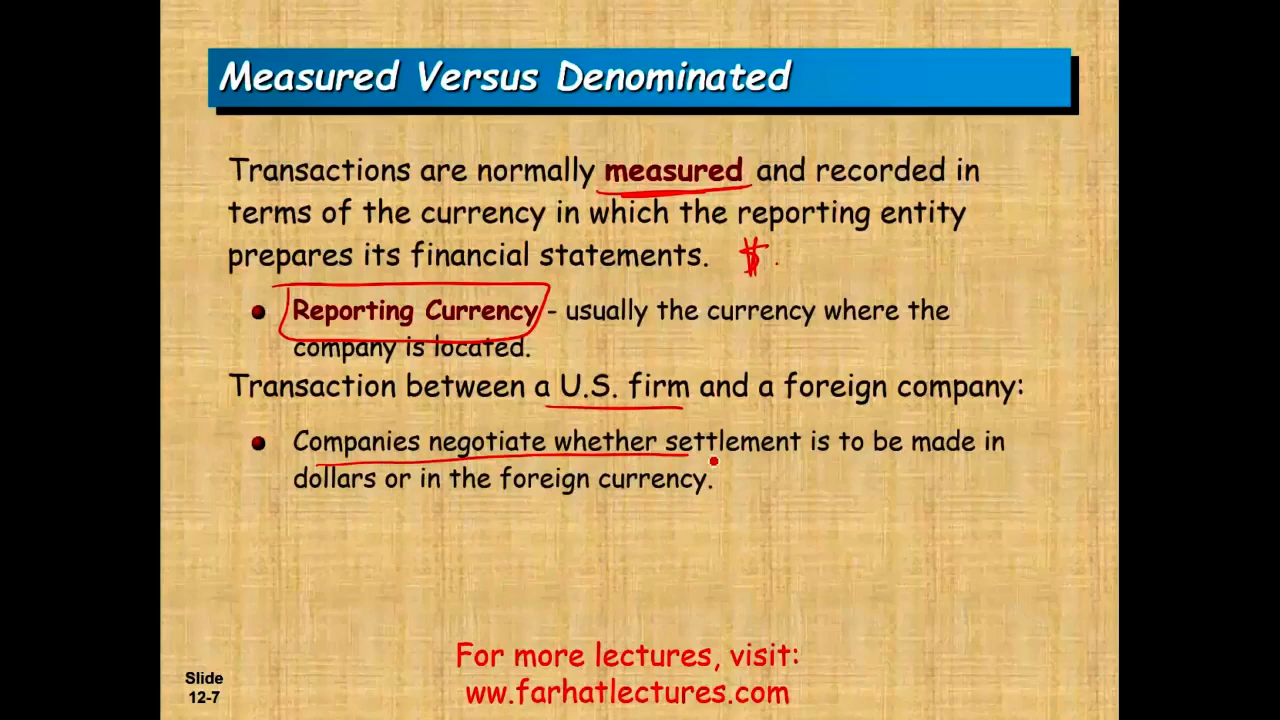 Measured Versus Denominated
Transactions are normally measured and recorded in
terms of the currency in which the reporting entity
prepares its financial statements. $
Reporting Currency - usually the currency where the
company is located.
Transaction between a U.S. firm and a foreign company:
Companies negotiate whether settlement is to be made in
dollars or in the foreign currency.
For more lectures, visit:
ww.farhatlectures.com
Slide
12-7